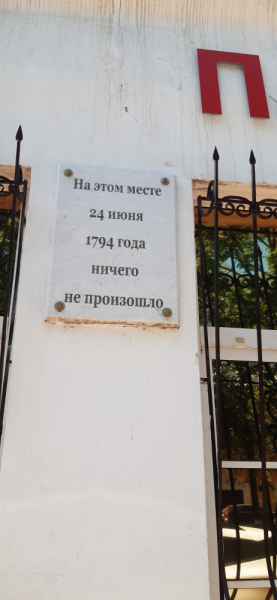 П
На этом месте
24 июня
1794 года
ничего
не произошло